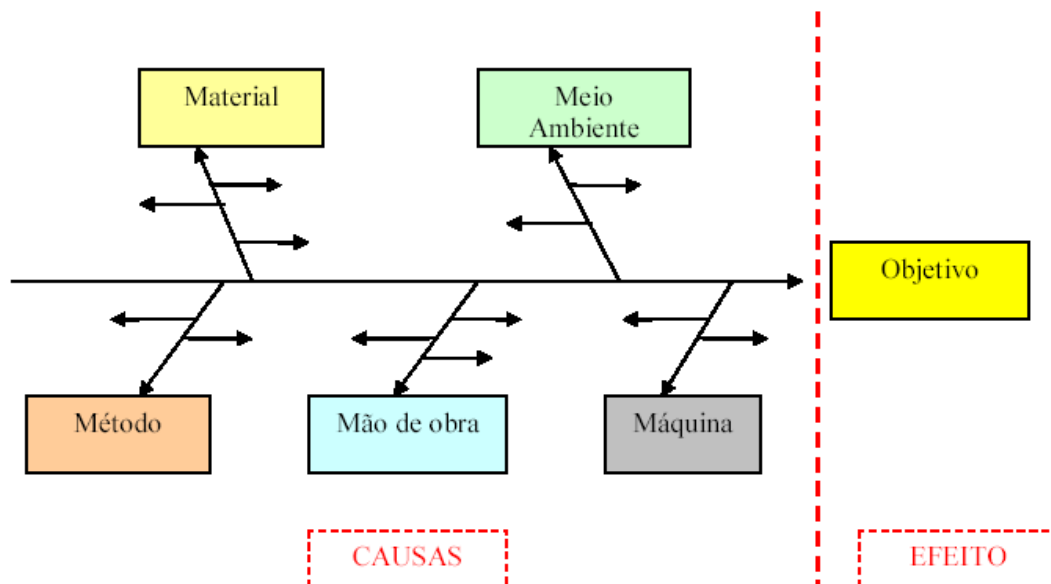 Material
Meio
Ambiente
Objetivo
Método
Mão de obra
Máquina
CAUSAS
EFEITO